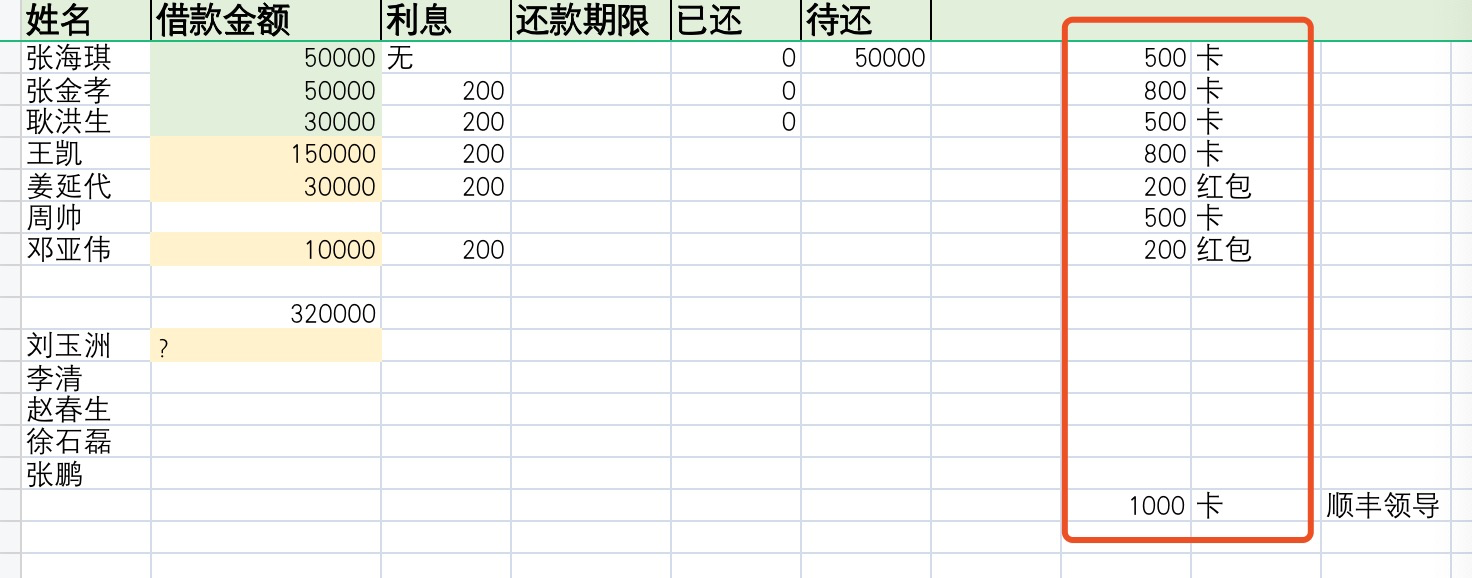 姓名 借款金额 利息 还款期限 已还 待还
张海琪 50000 无 0 50000 500 卡
张金孝 50000 200 0 800 卡
耿洪生 30000 200 0 500 卡
王凯 150000 200 800 卡
姜延代 30000 200 200 红包
周帅 500 卡
邓亚伟 10000 200 200 红包
320000
刘玉洲 ?
李清
赵春生
徐石磊
张鹏
1000 卡 顺丰领导